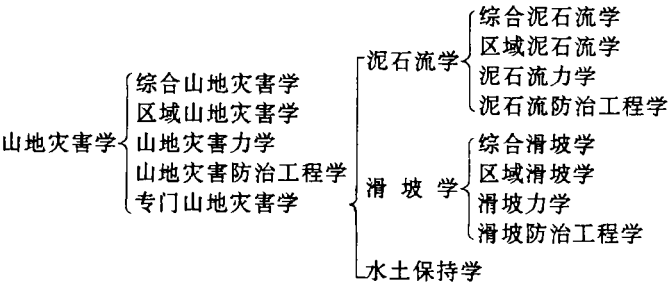 山地灾害学
综合山地灾害学
区域山地灾害学
山地灾害力学
山地灾害防治工程学
专门山地灾害学
泥石流学
综合泥石流学
区域泥石流学
泥石流力学
泥石流防治工程学
滑坡学
综合滑坡学
区域滑坡学
滑坡力学
滑坡防治工程学
水土保持学